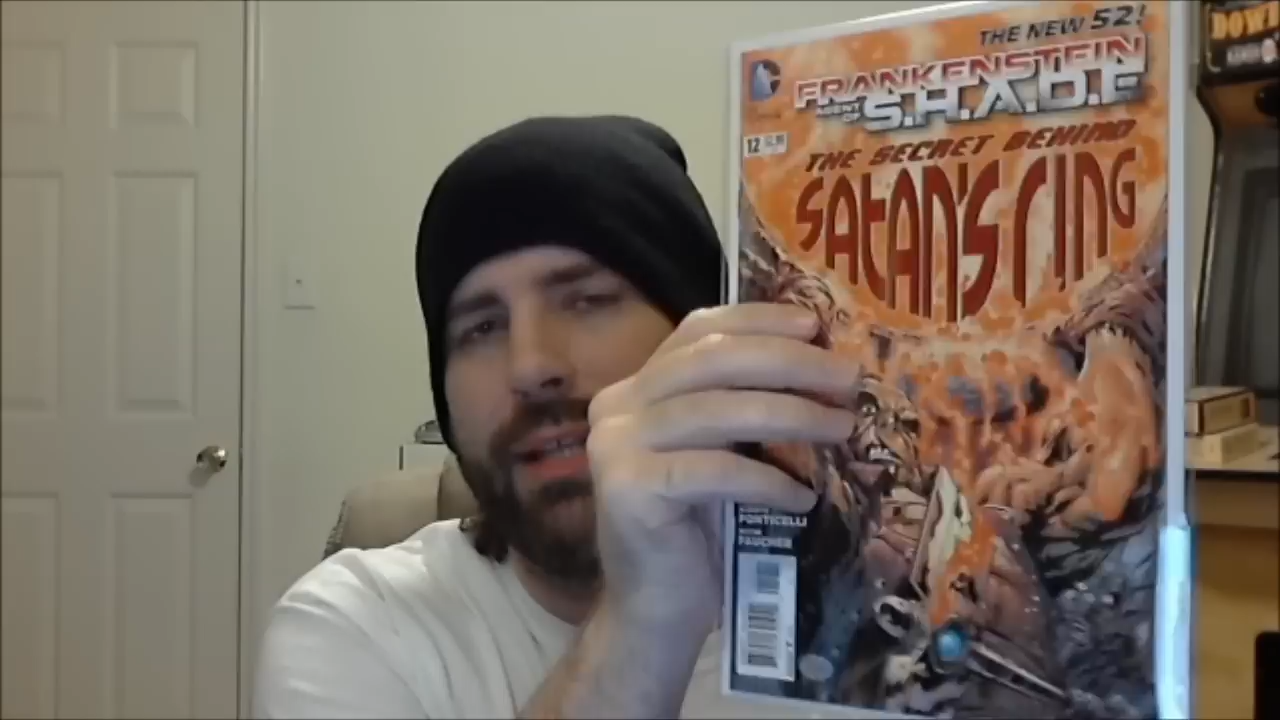 THE NEW 52!
FRANKENSTEIN
AGENT OF S.H.A.D.E
12
THE SECRET BEHIND
SATAN'S RING
PONTICELLI
FAUCHER